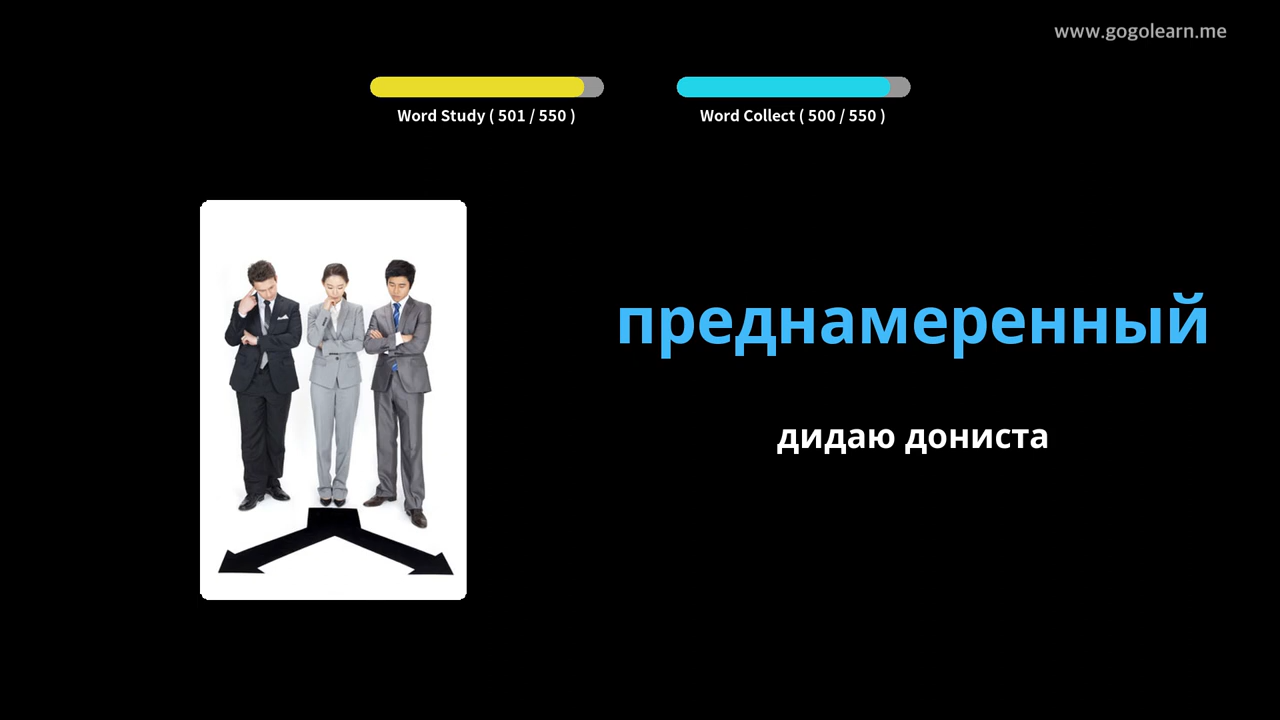 www.gogolearn.me
Word Study ( 501 / 550 )
Word Collect ( 500 / 550 )
преднамеренный
дидаю дониста